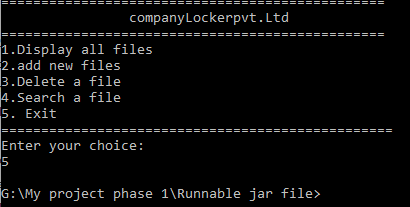 =================================================
companyLockerpvt.Ltd
=================================================
1.Display all files
2.add new files
3.Delete a file
4.Search a file
5. Exit
==================================================
Enter your choice:
5
G:\My project phase 1\Runnable jar file>